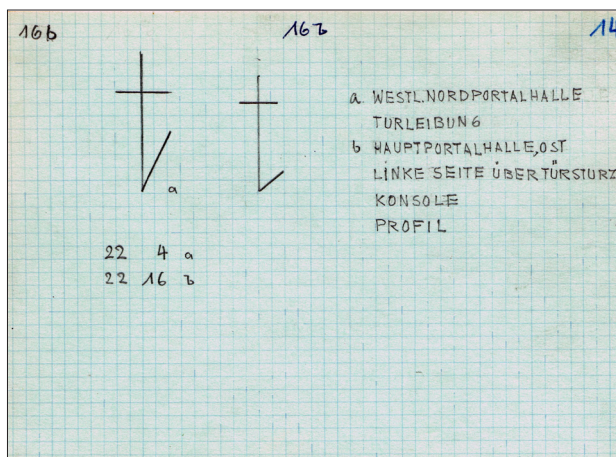 16b 16b 14
a WESTL.NORDPORTALHALLE
TÜRLEIBUNG
b HAUPTPORTALHALLE,OST
LINKE SEITE ÜBER TÜRSTURZ
KONSOLE
PROFIL
a
22 4 a
22 16 b